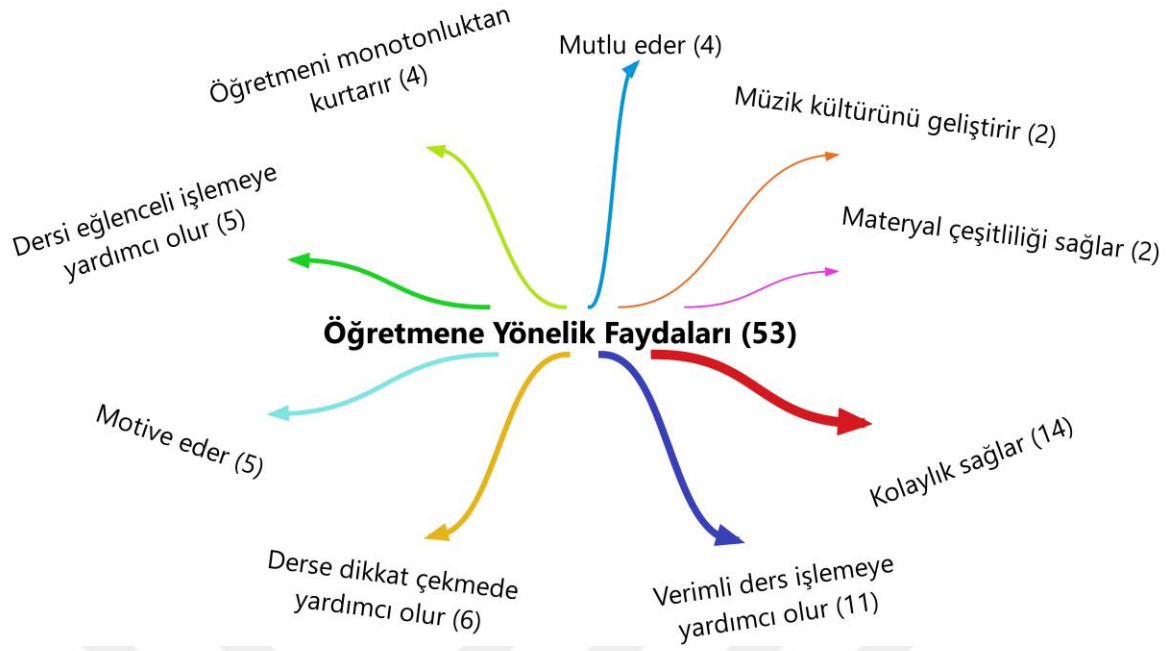 Mutlu eder (4)
Öğretmeni monotonluktan
kurtarır (4)
Müzik kültürünü geliştirir (2)
Dersi eğlenceli işlemeye
yardımcı olur (5)
Materyal çeşitliliği sağlar (2)
Öğretmene Yönelik Faydaları (53)
Motive eder (5)
Kolaylık sağlar (14)
Derse dikkat çekmede
yardımcı olur (6)
Verimli ders işlemeye
yardımcı olur (11)